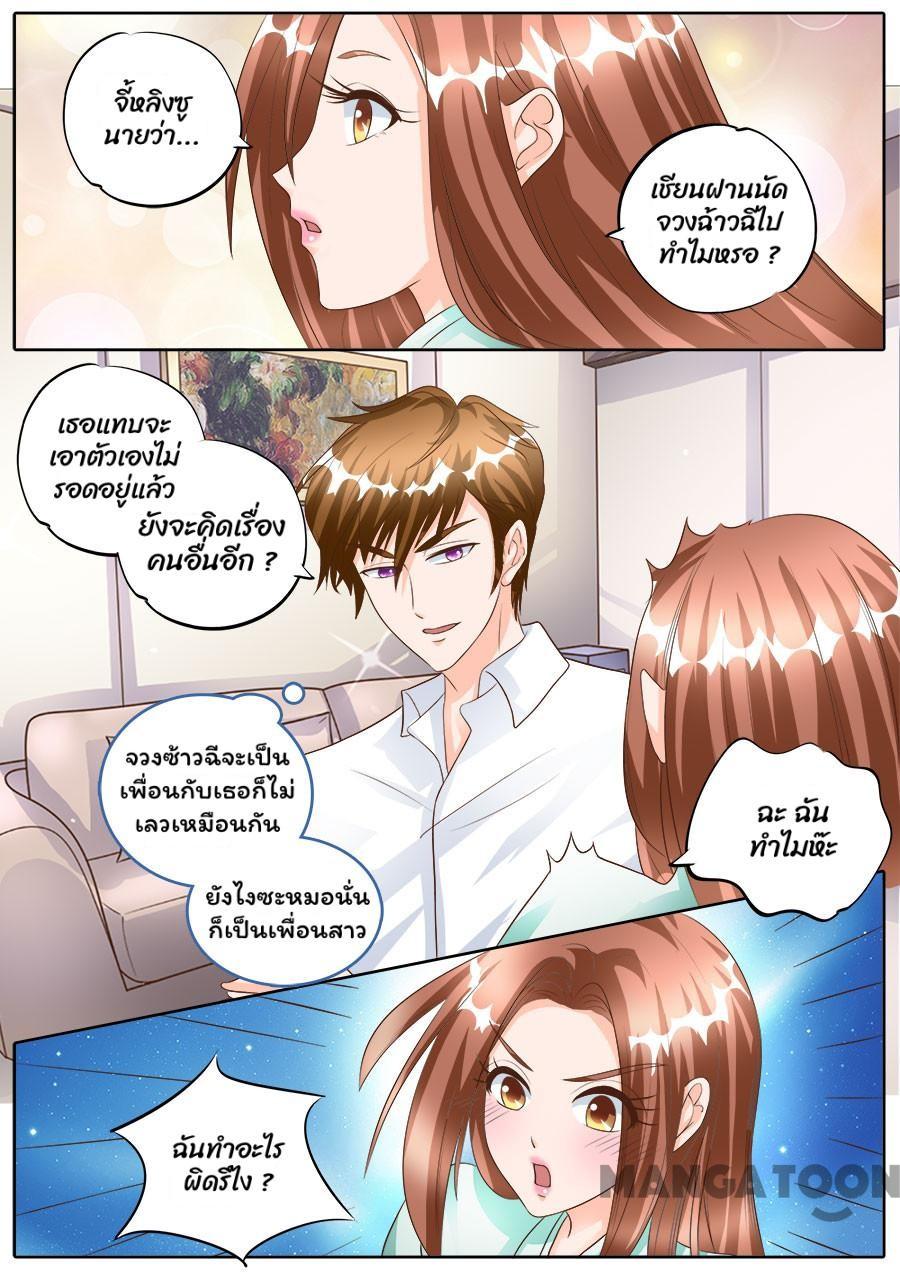 จี้หลิงซู
นายว่า...
เชียนฝานนัด
จวงฉ้าวฉีไป
ทำไมหรอ ?
เธอแทบจะ
เอาตัวเองไม่
รอดอยู่แล้ว
ยังจะคิดเรื่อง
คนอื่นอีก ?
จวงซ้าวฉีจะเป็น
เพื่อนกับเธอก็ไม่
เลวเหมือนกัน
ยังไงซะหมอนั่น
ก็เป็นเพื่อนสาว
ฉะ ฉัน
ทำไมห๊ะ
ฉันทำอะไร
ผิดรึไง ?
MANGATOON